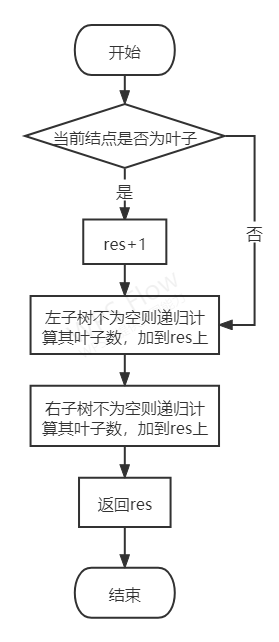 开始
当前结点是否为叶子
是
否
res+1
左子树不为空则递归计
算其叶子数，加到res上
右子树不为空则递归计
算其叶子数，加到res上
返回res
结束